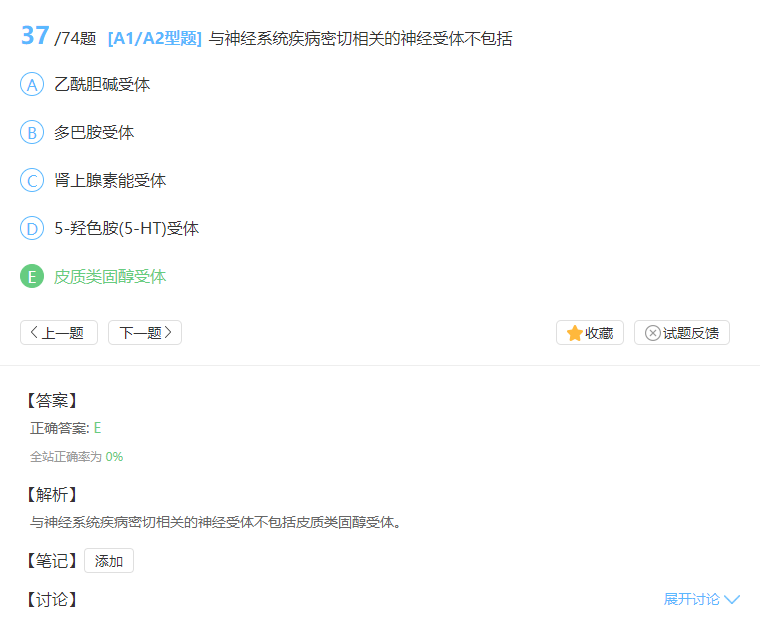 37 /74题 [A1/A2型题] 与神经系统疾病密切相关的神经受体不包括
A 乙酰胆碱受体
B 多巴胺受体
C 肾上腺素能受体
D 5-羟色胺(5-HT)受体
E 皮质类固醇受体
上一题 下一题 收藏 试题反馈
【答案】
正确答案: E
全站正确率为 0%
【解析】
与神经系统疾病密切相关的神经受体不包括皮质类固醇受体。
【笔记】 添加
【讨论】 展开讨论